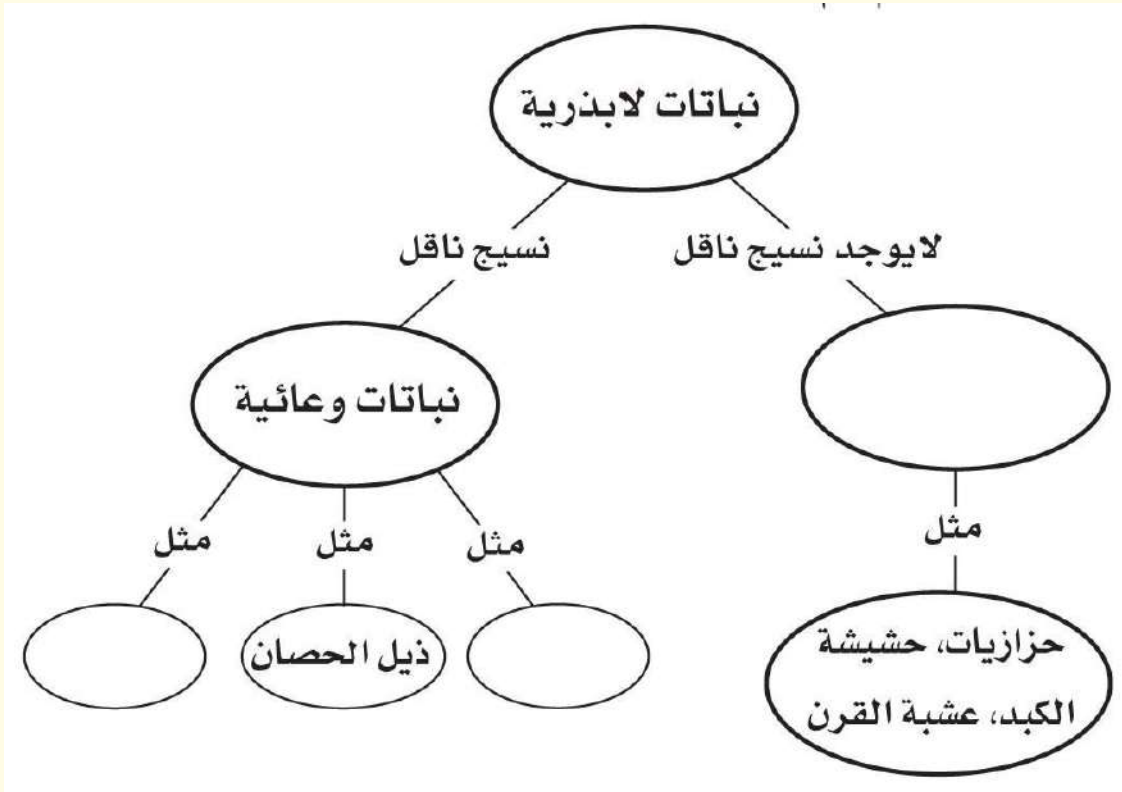 نباتات لابذرية
لايوجد نسيج ناقل
نسيج ناقل
نباتات وعائية
مثل
مثل
مثل
مثل
ذيل الحصان
حزازيات، حشيشة
الكبد، عشبة القرن